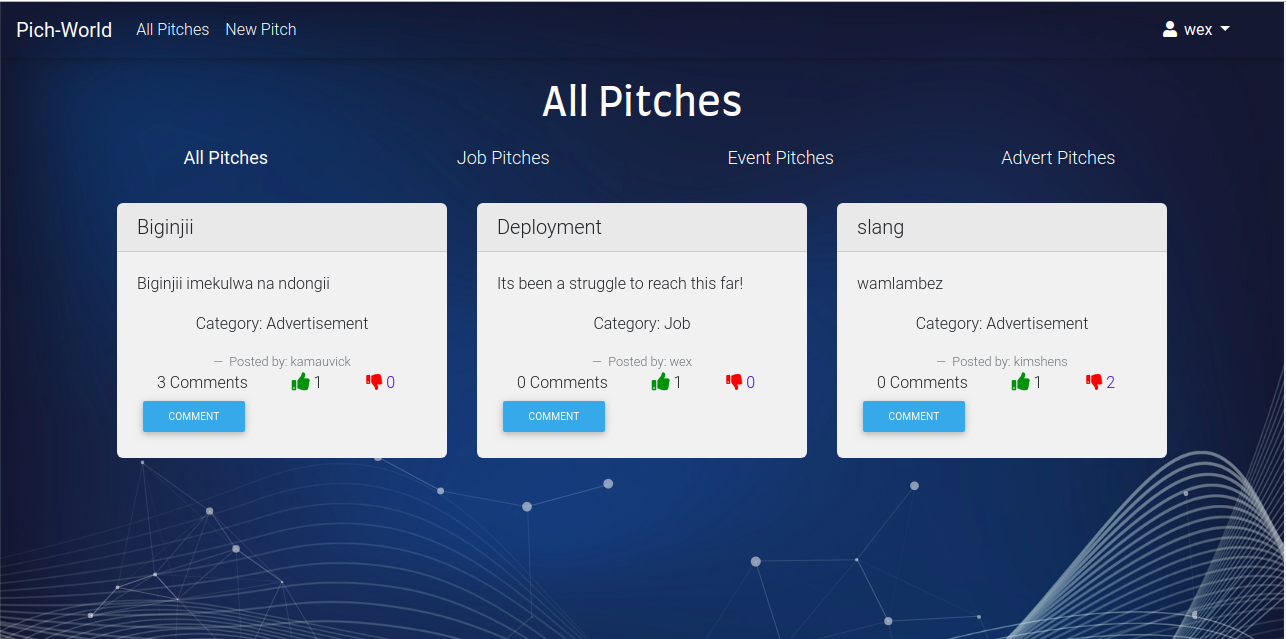 Pich-World All Pitches New Pitch wex
All Pitches
All Pitches Job Pitches Event Pitches Advert Pitches
Biginjii
Biginjii imekulwa na ndongii
Category: Advertisement
— Posted by: kamauvick
3 Comments 1 0
COMMENT
Deployment
Its been a struggle to reach this far!
Category: Job
— Posted by: wex
0 Comments 1 0
COMMENT
slang
wamlambez
Category: Advertisement
— Posted by: kimshens
0 Comments 1 2
COMMENT